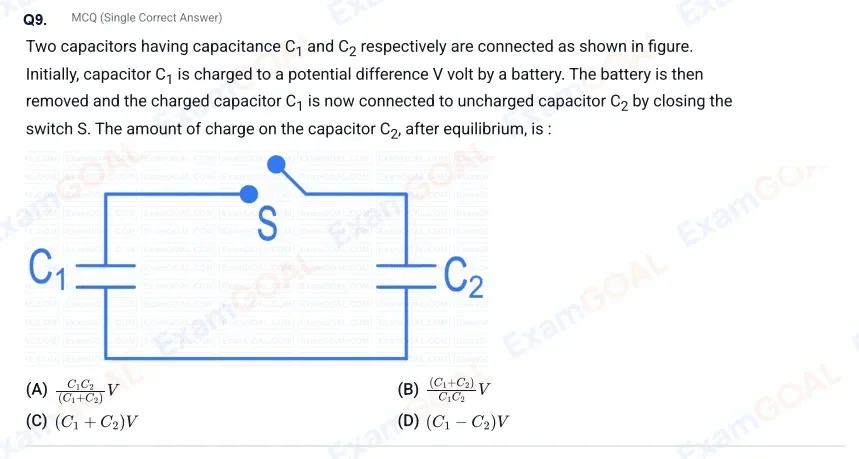 Q9. MCQ (Single Correct Answer)
Two capacitors having capacitance C₁ and C₂ respectively are connected as shown in figure.
Initially, capacitor C₁ is charged to a potential difference V volt by a battery. The battery is then
removed and the charged capacitor C₁ is now connected to uncharged capacitor C₂ by closing the
switch S. The amount of charge on the capacitor C₂, after equilibrium, is :
S
C₁
C₂
(A) \frac{C₁C₂}{(C₁+C₂)} V (B) \frac{(C₁+C₂)}{C₁C₂} V
(C) (C₁ + C₂)V (D) (C₁ − C₂)V
ExamGOAL